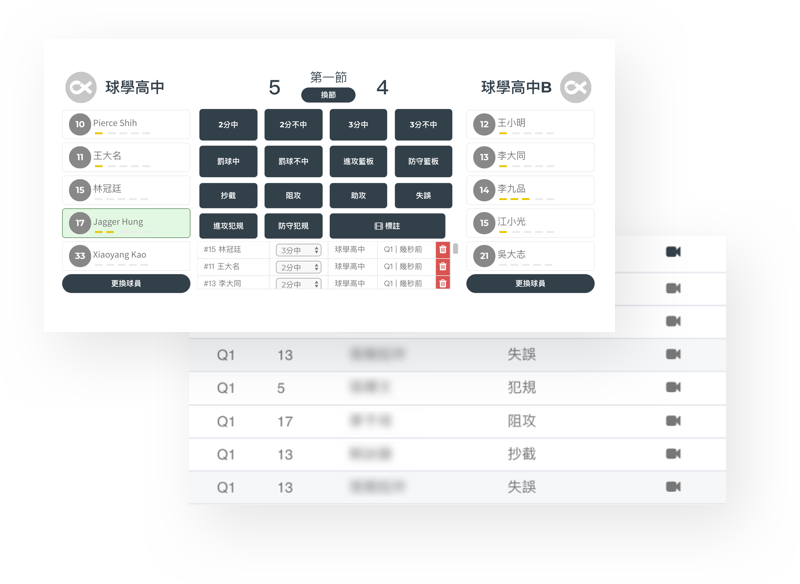 球學高中
5
第一節
換節
4
球學高中B
10 Pierce Shih
11 王大名
15 林冠廷
17 Jagger Hung
33 Xiaoyang Kao
更換球員
2分中 2分不中 3分中 3分不中
罰球中 罰球不中 進攻籃板 防守籃板
抄截 阻攻 助攻 失誤
進攻犯規 防守犯規 標註
#15 林冠廷 3分中 球學高中 Q1 | 幾秒前
#11 王大名 2分中 球學高中 Q1 | 幾秒前
#13 李大同 2分中 球學高中 Q1 | 幾秒前
12 王小明
13 李大同
14 李九品
15 江小光
21 吳大志
更換球員
Q1 13 失誤
Q1 5 犯規
Q1 17 阻攻
Q1 13 抄截
Q1 13 失誤